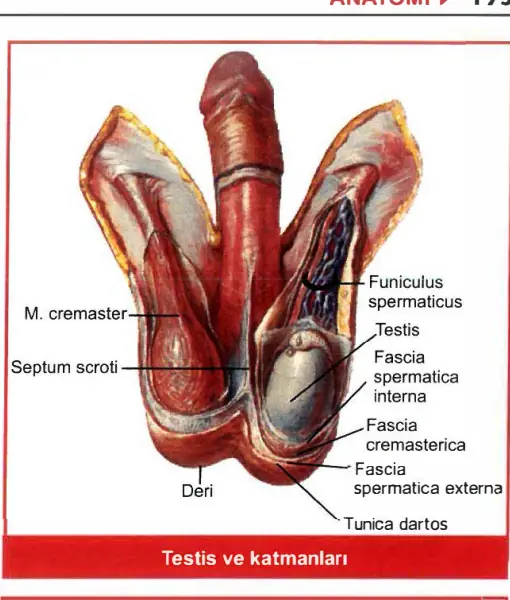 ANATOMİ
M. cremaster
Septum scroti
Deri
Funiculus
spermaticus
Testis
Fascia
spermatica
interna
Fascia
cremasterica
Fascia
spermatica externa
Tunica dartos
Testis ve katmanları